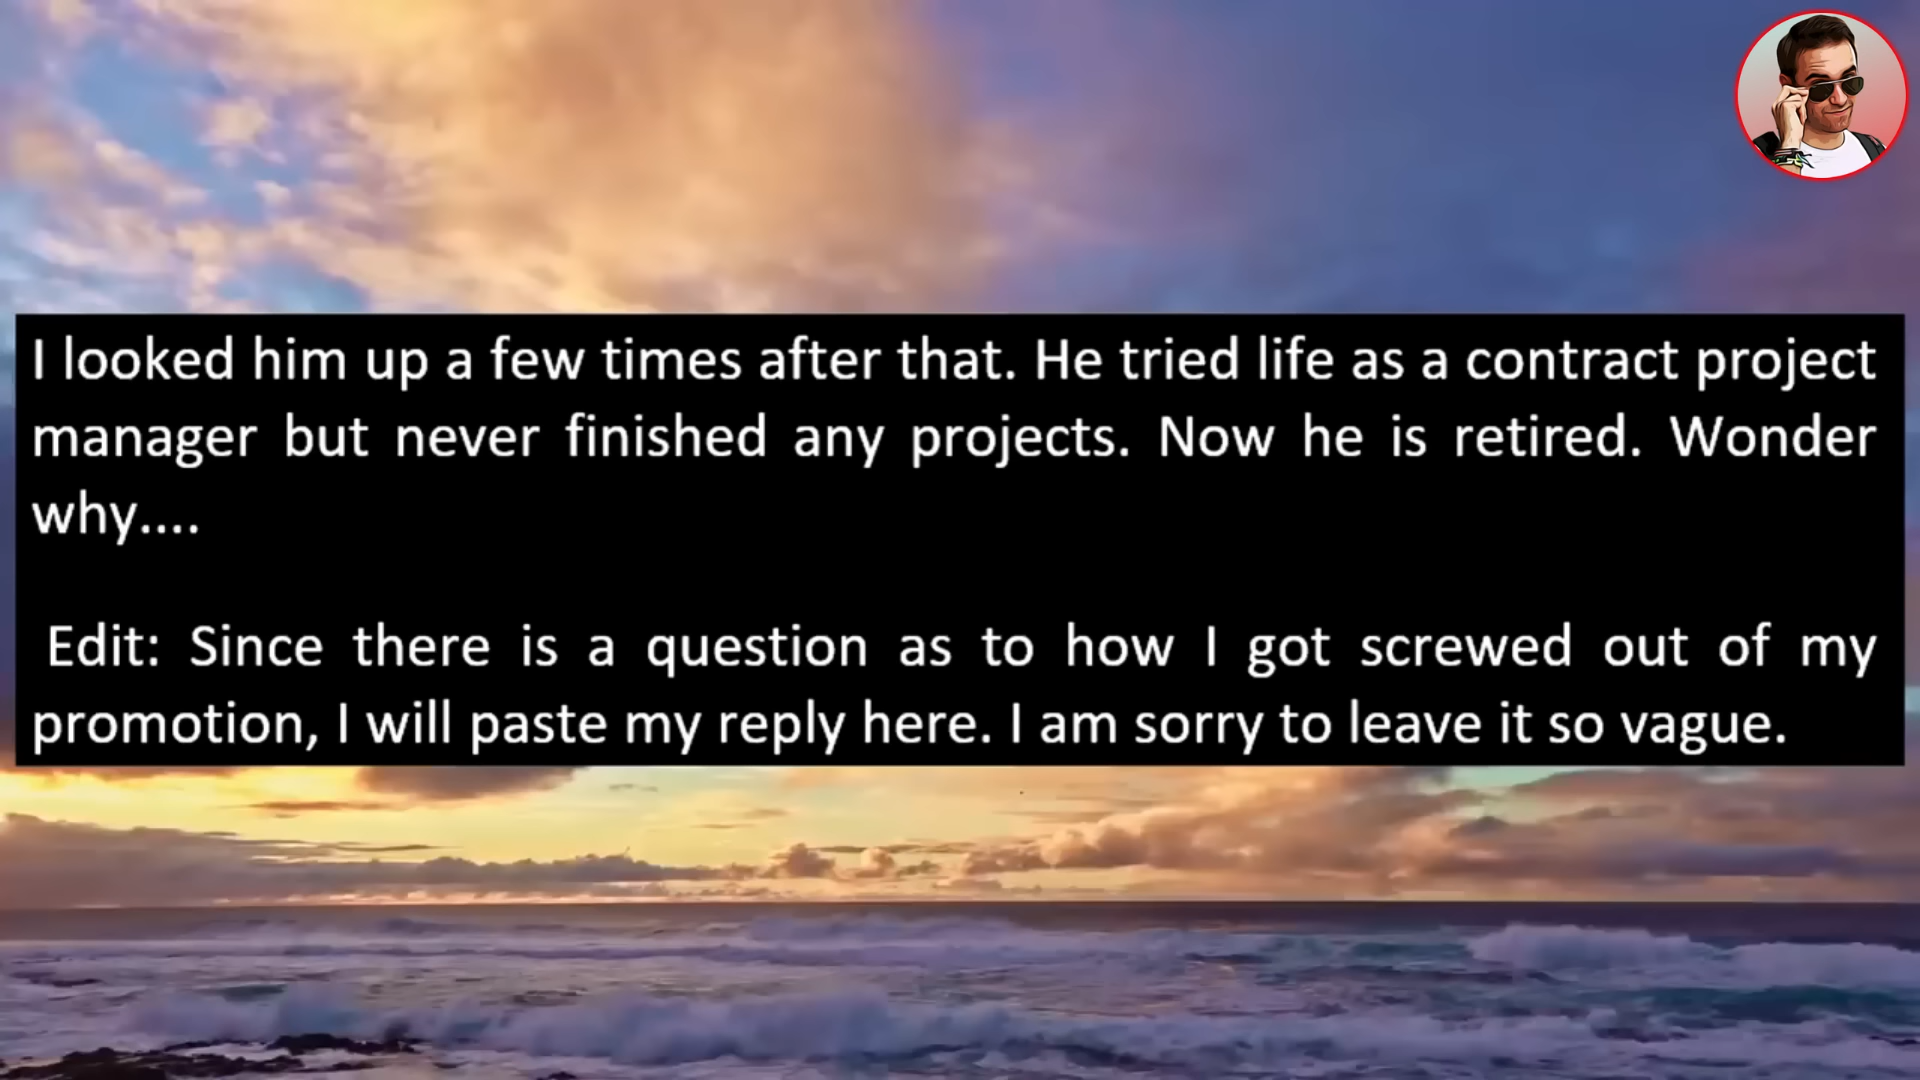 I looked him up a few times after that. He tried life as a contract project
manager but never finished any projects. Now he is retired. Wonder
why....
Edit: Since there is a question as to how I got screwed out of my
promotion, I will paste my reply here. I am sorry to leave it so vague.